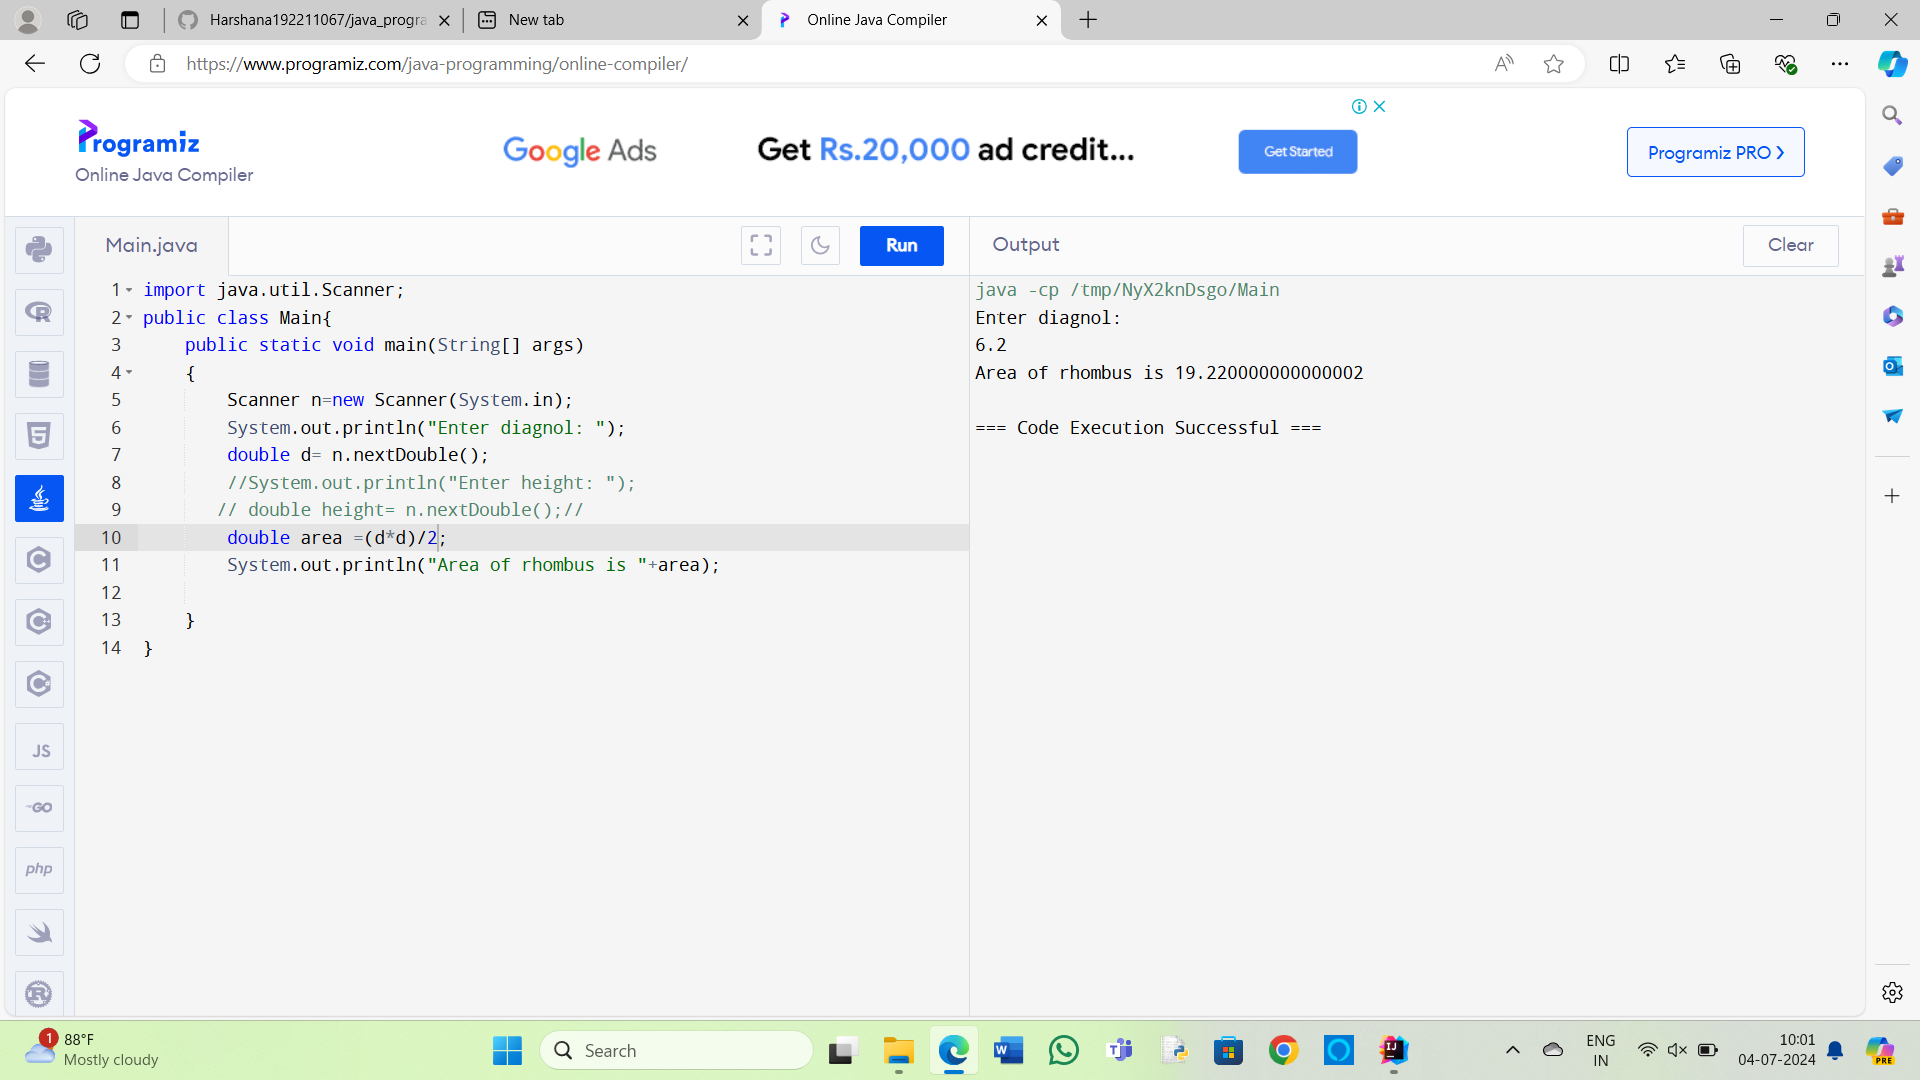 Harshana192211067/java_progra
New tab
Online Java Compiler
https://www.programiz.com/java-programming/online-compiler/
Programiz
Online Java Compiler
Google Ads
Get Rs.20,000 ad credit...
Get Started
Programiz PRO
Main.java
Run
Output
Clear
1 import java.util.Scanner;
2 public class Main{
3 public static void main(String[] args)
4 {
5 Scanner n=new Scanner(System.in);
6 System.out.println("Enter diagnol: ");
7 double d= n.nextDouble();
8 //System.out.println("Enter height: ");
9 // double height= n.nextDouble();//
10 double area =(d*d)/2;
11 System.out.println("Area of rhombus is "+area);
12
13 }
14 }
java -cp /tmp/NyX2knDsgo/Main
Enter diagnol:
6.2
Area of rhombus is 19.220000000000002
=== Code Execution Successful ===
JS
GO
php
1
88°F
Mostly cloudy
Search
ENG
IN
10:01
04-07-2024
PRE